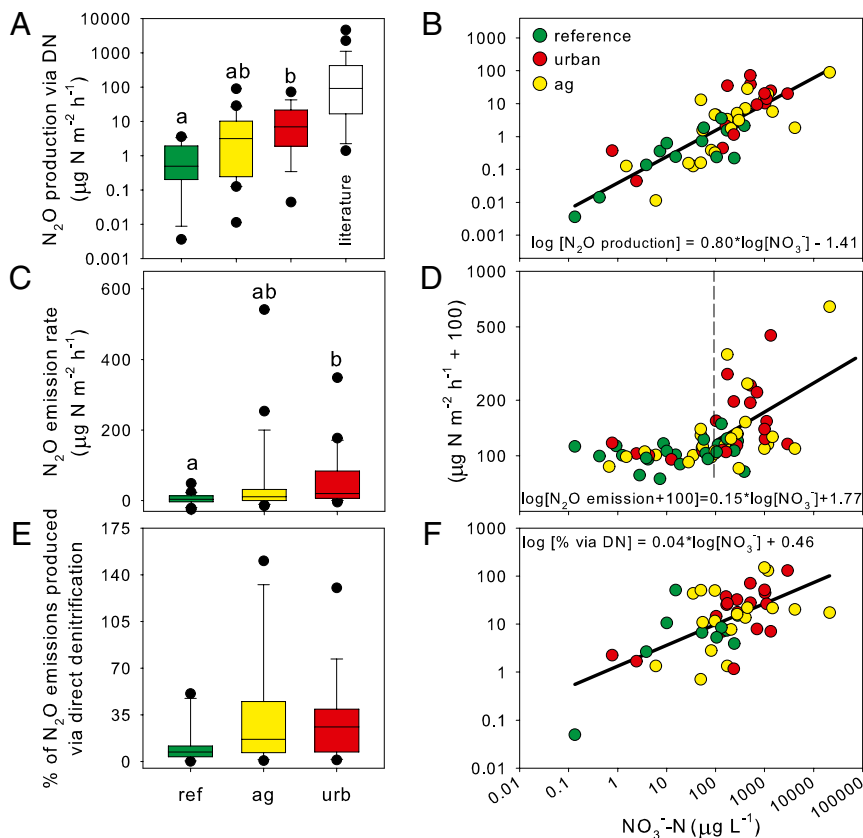 A
N₂O production via DN
(µg N m⁻² h⁻¹)
10000
1000
100
10
1
0.1
0.01
0.001
a
ab
b
literature
B
reference
urban
ag
1000
100
10
1
0.1
0.01
0.001
log [N₂O production] = 0.80*log[NO₃⁻] - 1.41
C
N₂O emission rate
(µg N m⁻² h⁻¹)
600
400
200
0
a
ab
b
D
(µg N m⁻² h⁻¹ + 100)
1000
500
200
100
log[N₂O emission+100]=0.15*log[NO₃⁻]+1.77
E
% of N₂O emissions produced
via direct denitrification
175
140
105
70
35
0
ref
ag
urb
F
log [% via DN] = 0.04*log[NO₃⁻] + 0.46
1000
100
10
1
0.1
0.01
0.01
0.1
1
10
100
1000
10000
100000
NO₃⁻-N (µg L⁻¹)